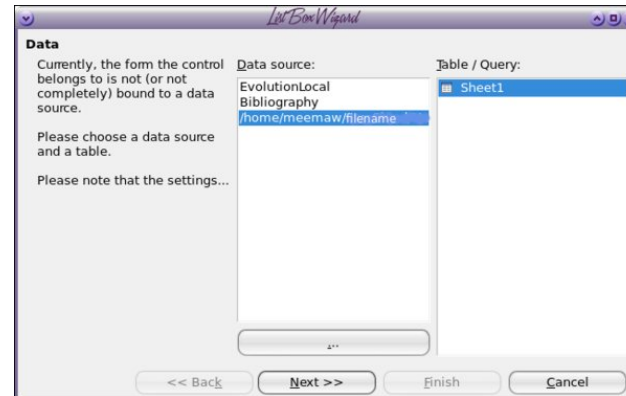 List Box Wizard
Data
Currently, the form the control
belongs to is not (or not
completely) bound to a data
source.
Please choose a data source
and a table.
Please note that the settings...
Data source:
EvolutionLocal
Bibliography
/home/meemaw/filename
...
Table / Query:
Sheet1
<< Back
Next >>
Finish
Cancel